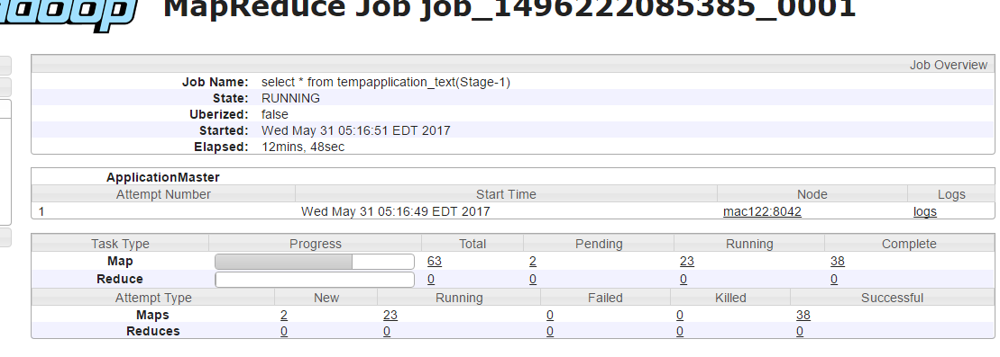 MapReduce Job job_1496222085385_0001
Job Overview
Job Name: select * from tempapplication_text(Stage-1)
State: RUNNING
Uberized: false
Started: Wed May 31 05:16:51 EDT 2017
Elapsed: 12mins, 48sec
ApplicationMaster
Attempt Number Start Time Node Logs
1 Wed May 31 05:16:49 EDT 2017 mac122:8042 logs
Task Type Progress Total Pending Running Complete
Map 63 2 23 38
Reduce 0 0 0 0
Attempt Type New Running Failed Killed Successful
Maps 2 23 0 0 38
Reduces 0 0 0 0 0